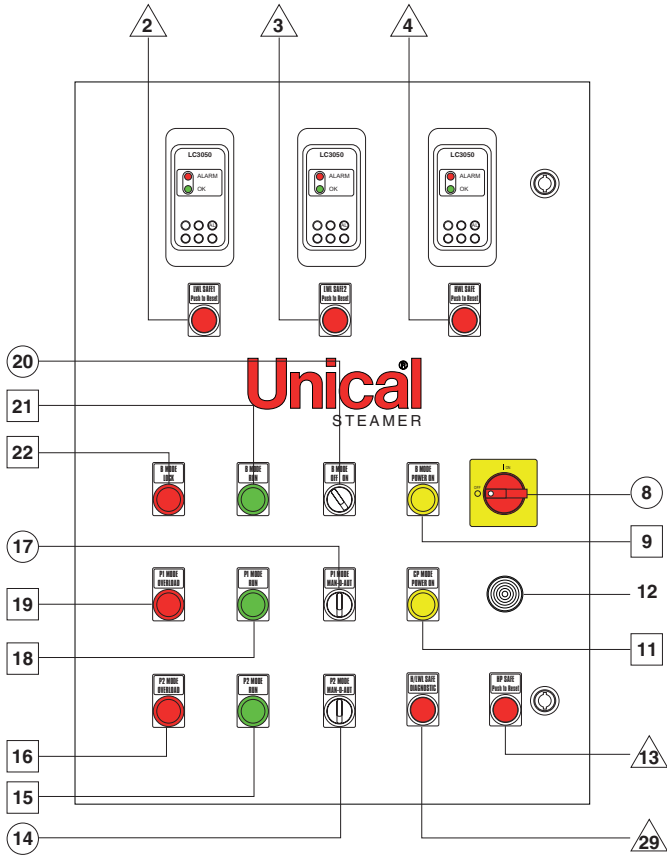 2 3 4
LC3050 LC3050 LC3050
ALARM ALARM ALARM
OK OK OK
LWL SAFE1 LWL SAFE2 HWL SAFE
Push to Reset Push to Reset Push to Reset
20
Unical®
STEAMER
21
22
B MODE B MODE B MODE B MODE
LOCK RUN OFF ON POWER ON
I ON
OFF
8
9
17
P1 MODE P1 MODE P1 MODE CP MODE
OVERLOAD RUN MAN-0-AUT POWER ON
19
12
18
11
P2 MODE P2 MODE P2 MODE H/LWL SAFE HP SAFE
OVERLOAD RUN MAN-0-AUT DIAGNOSTIC Push to Reset
16
13
15
14
29